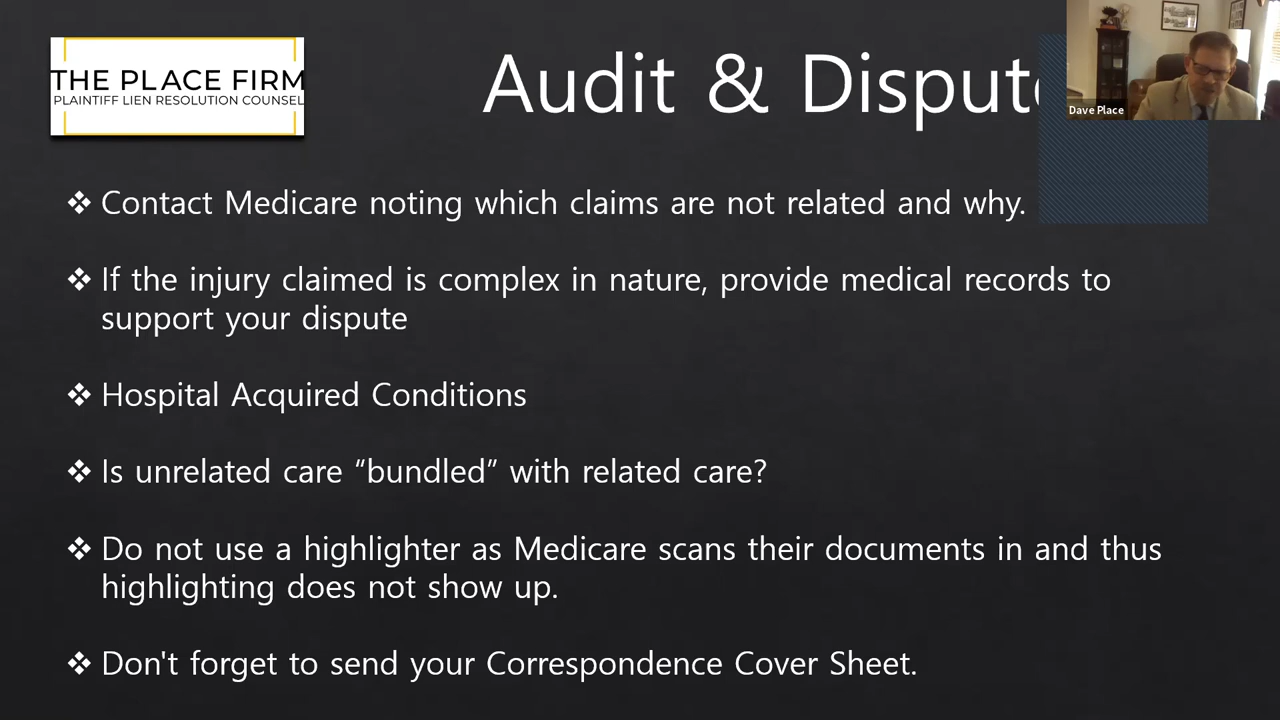 THE PLACE FIRM
PLAINTIFF LIEN RESOLUTION COUNSEL
Audit & Dispute
Dave Place
❖ Contact Medicare noting which claims are not related and why.
❖ If the injury claimed is complex in nature, provide medical records to
support your dispute
❖ Hospital Acquired Conditions
❖ Is unrelated care “bundled” with related care?
❖ Do not use a highlighter as Medicare scans their documents in and thus
highlighting does not show up.
❖ Don't forget to send your Correspondence Cover Sheet.